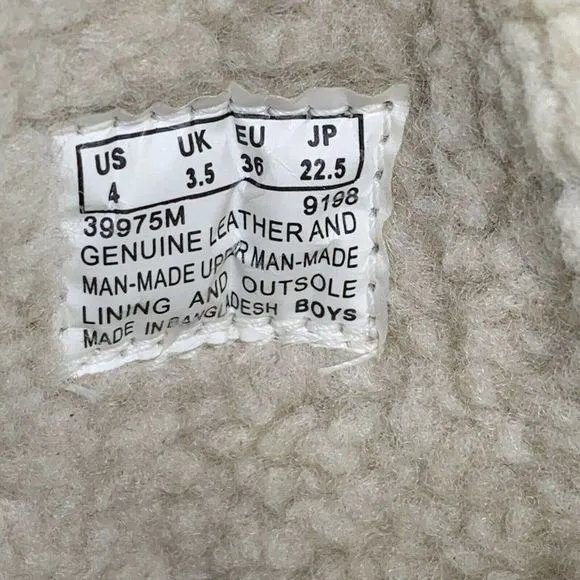 US UK EU JP
4 3.5 36 22.5
39975M 9198
GENUINE LEATHER AND
MAN-MADE UPPER MAN-MADE
LINING AND OUTSOLE
MADE IN BANGLADESH BOYS